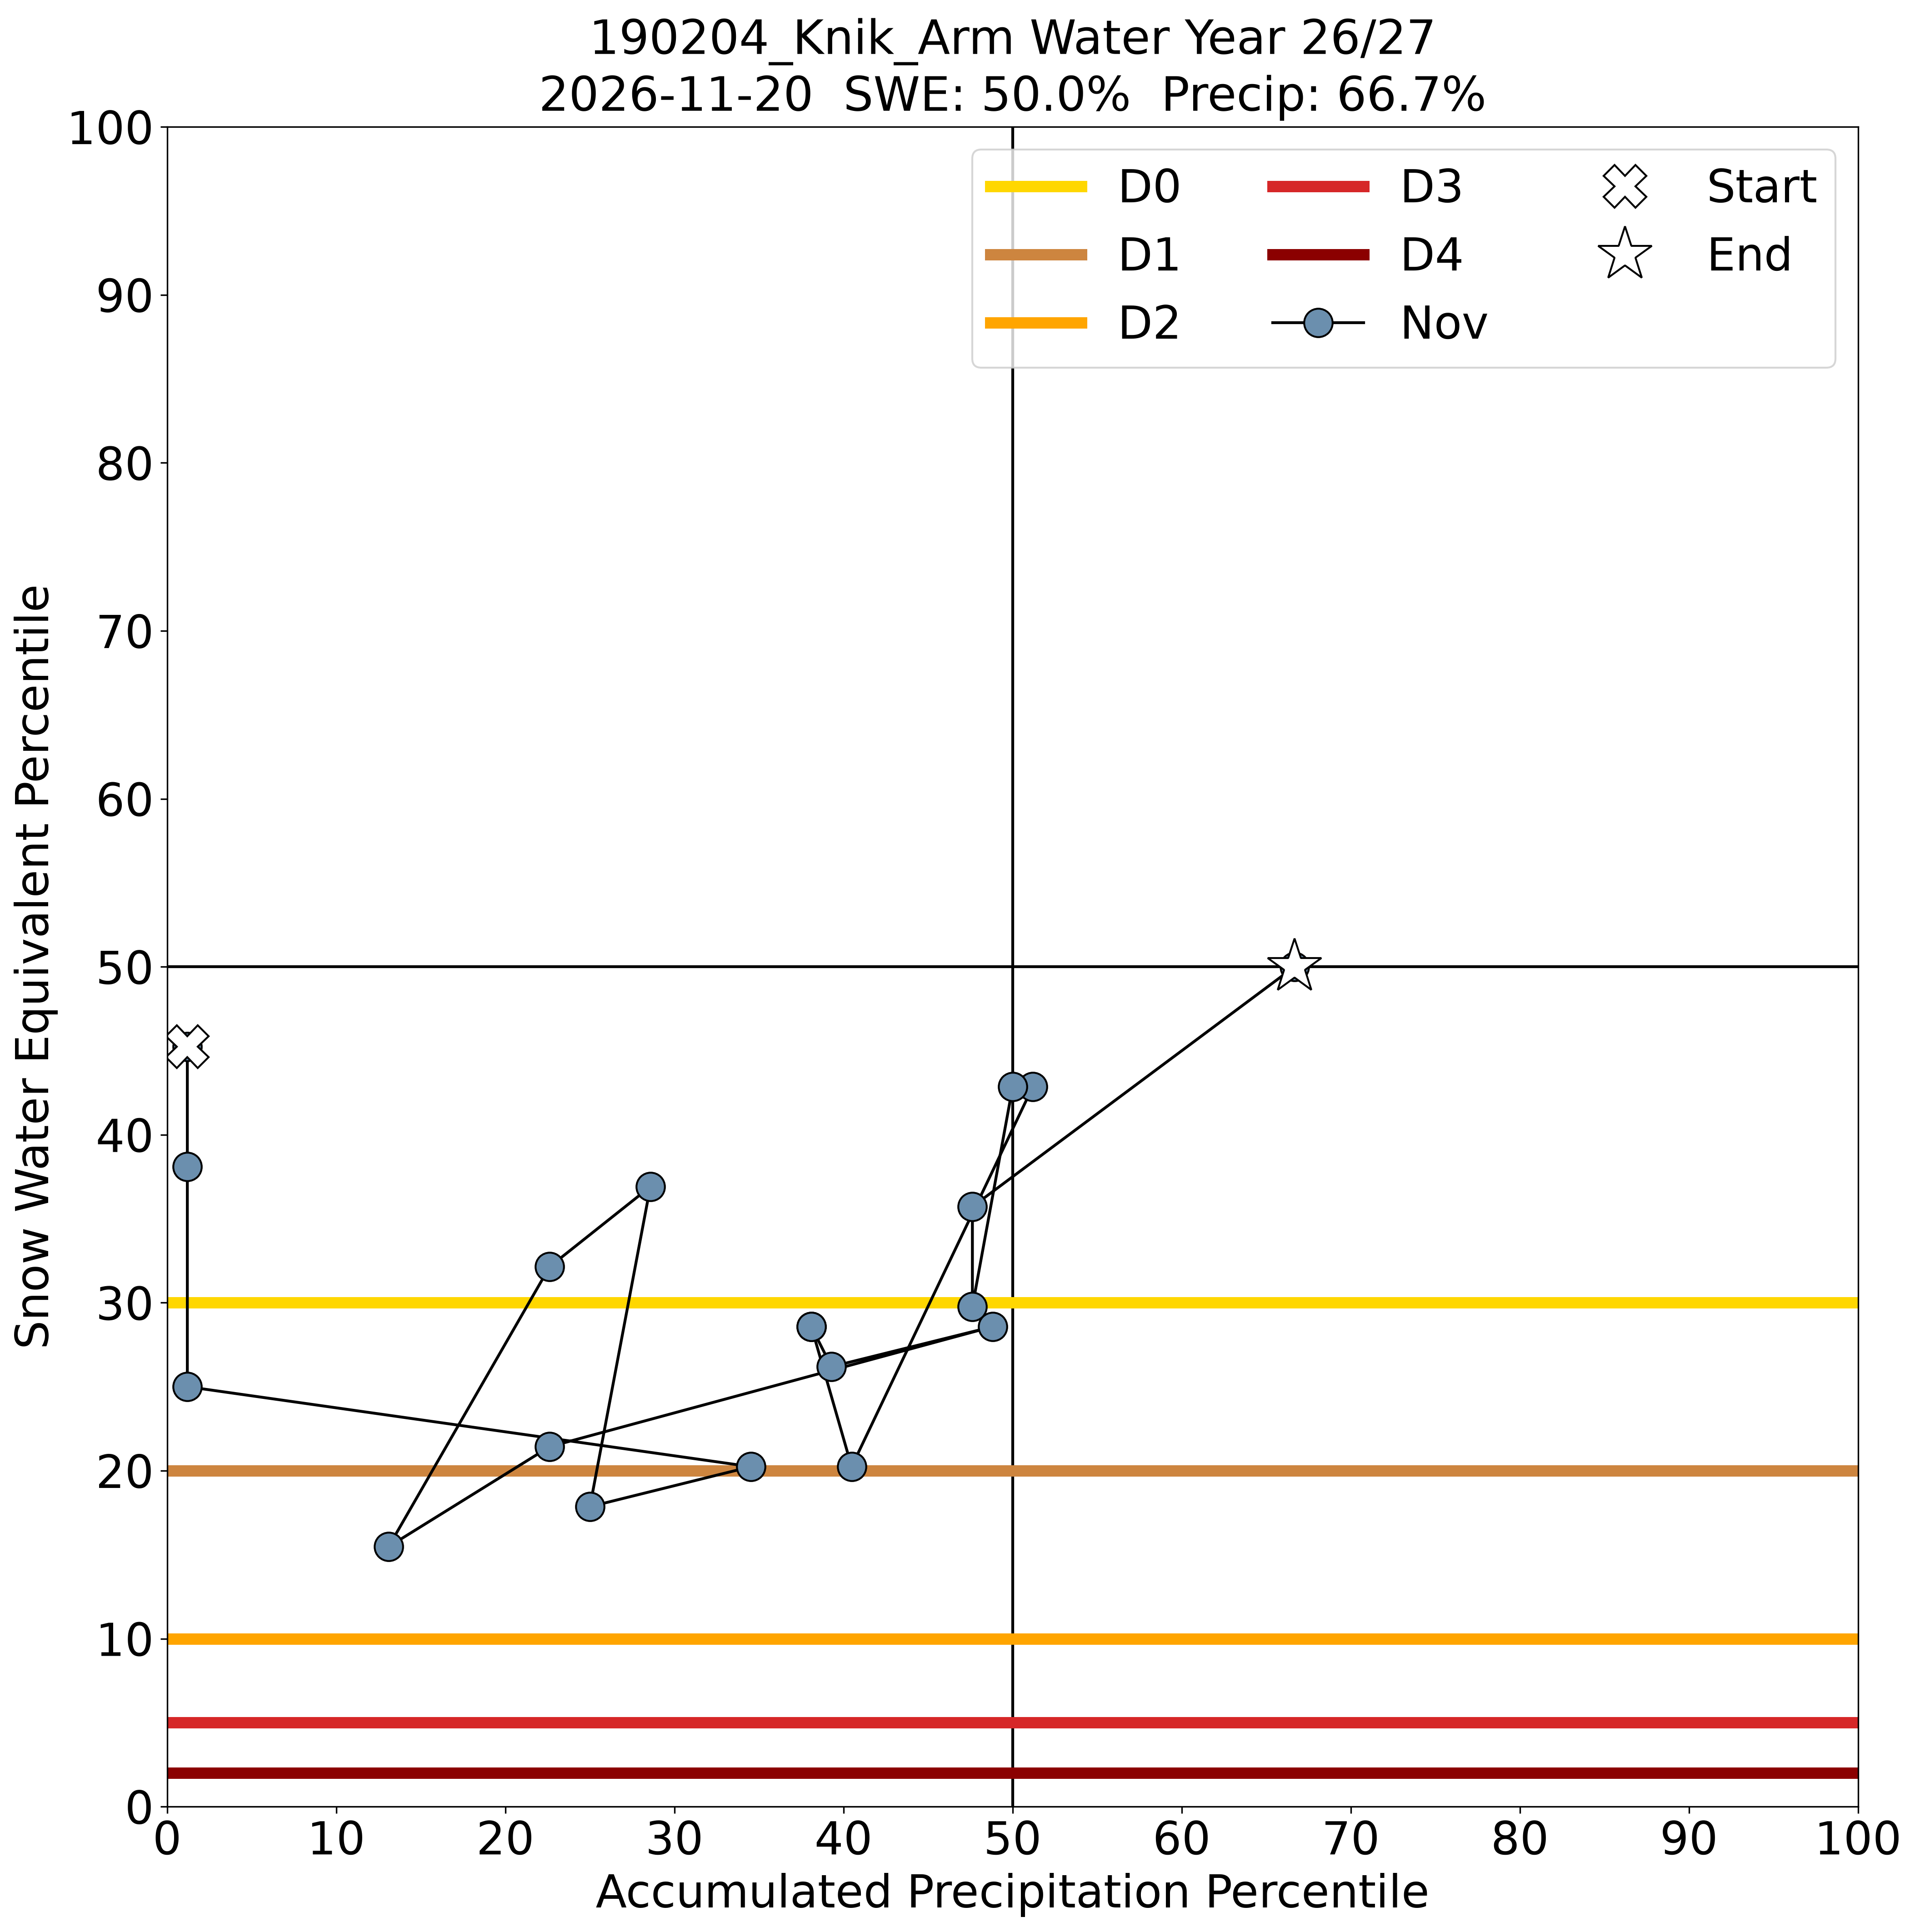 190204_Knik_Arm Water Year 26/27
2026-11-20 SWE: 50.0% Precip: 66.7%
D0
D1
D2
D3
D4
Nov
Start
End
Snow Water Equivalent Percentile
100
90
80
70
60
50
40
30
20
10
0
0 10 20 30 40 50 60 70 80 90 100
Accumulated Precipitation Percentile